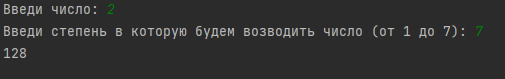 Введи число: 2
Введи степень в которую будем возводить число (от 1 до 7): 7
128